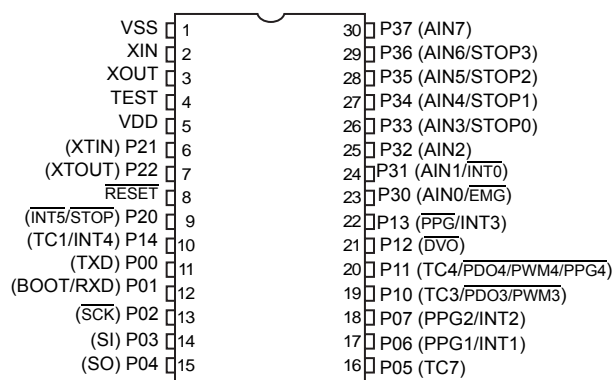 VSS 1 30 P37 (AIN7)
XIN 2 29 P36 (AIN6/STOP3)
XOUT 3 28 P35 (AIN5/STOP2)
TEST 4 27 P34 (AIN4/STOP1)
VDD 5 26 P33 (AIN3/STOP0)
(XTIN) P21 6 25 P32 (AIN2)
(XTOUT) P22 7 24 P31 (AIN1/INT0)
RESET 8 23 P30 (AIN0/EMG)
(INT5/STOP) P20 9 22 P13 (PPG/INT3)
(TC1/INT4) P14 10 21 P12 (DVO)
(TXD) P00 11 20 P11 (TC4/PDO4/PWM4/PPG4)
(BOOT/RXD) P01 12 19 P10 (TC3/PDO3/PWM3)
(SCK) P02 13 18 P07 (PPG2/INT2)
(SI) P03 14 17 P06 (PPG1/INT1)
(SO) P04 15 16 P05 (TC7)